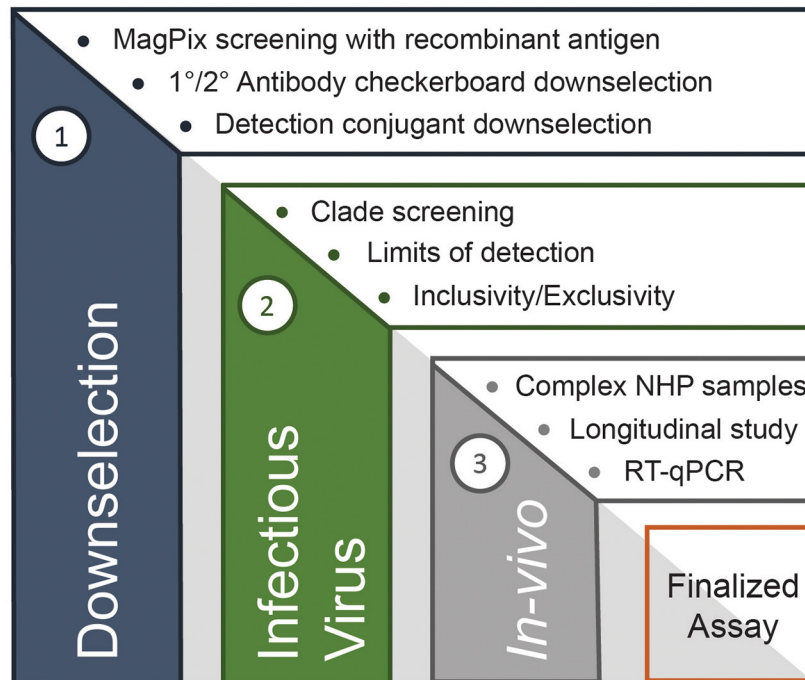 • MagPix screening with recombinant antigen
• 1°/2° Antibody checkerboard downselection
• Detection conjugant downselection
1
Downselection
• Clade screening
• Limits of detection
• Inclusivity/Exclusivity
2
Infectious
Virus
• Complex NHP samples
• Longitudinal study
• RT-qPCR
3
In-vivo
Finalized
Assay